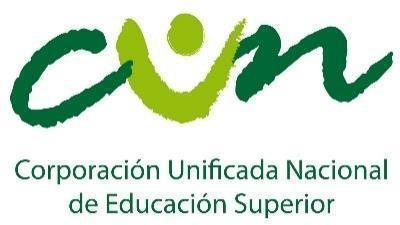 cun
Corporación Unificada Nacional
de Educación Superior